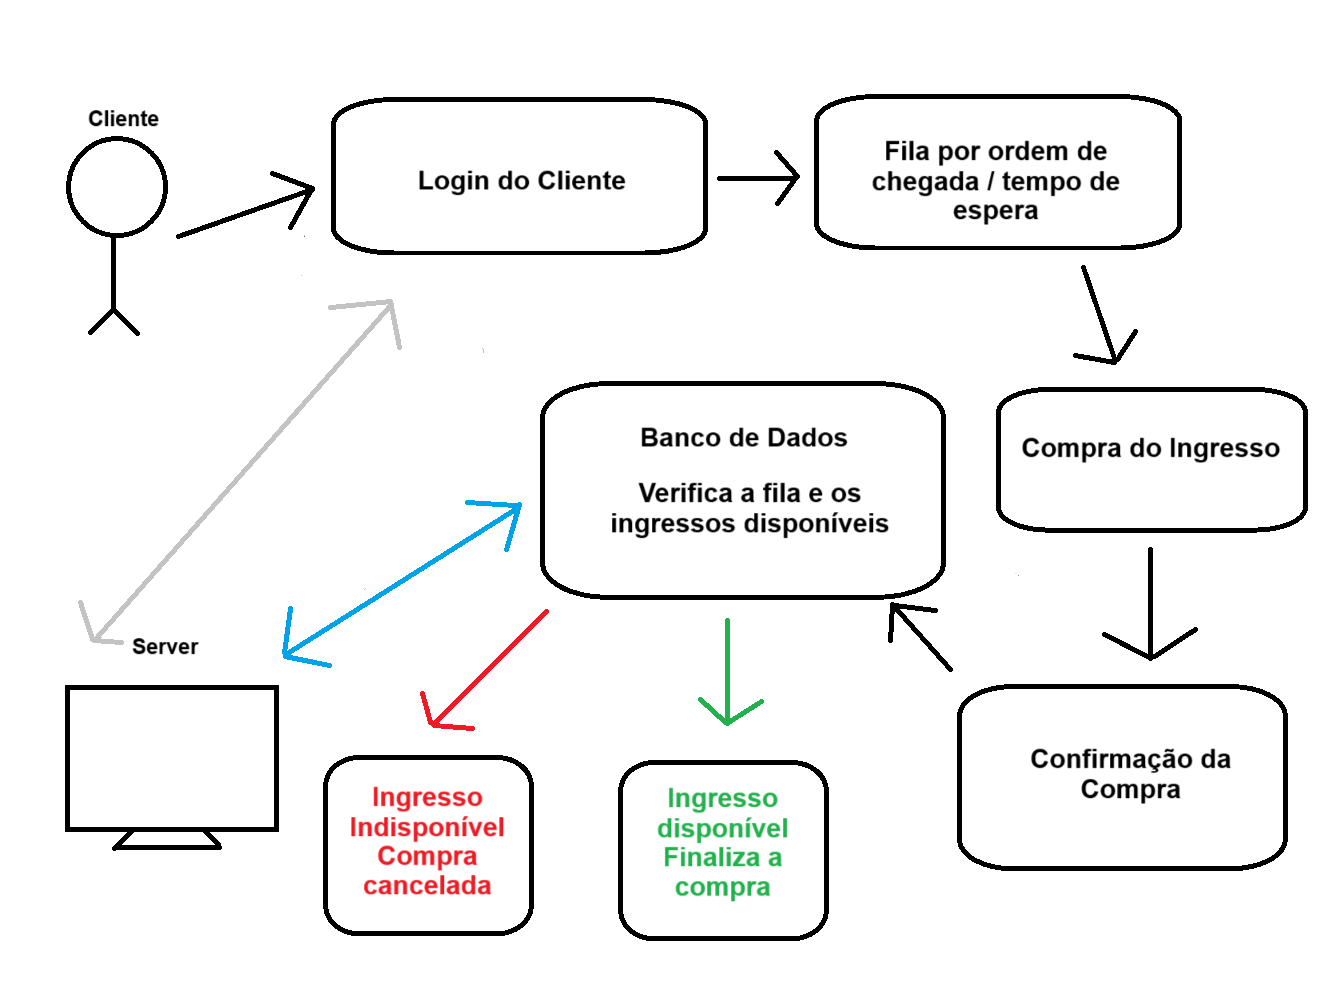 Cliente
Login do Cliente
Fila por ordem de
chegada / tempo de
espera
Compra do Ingresso
Banco de Dados
Verifica a fila e os
ingressos disponíveis
Server
Confirmação da
Compra
Ingresso
Indisponível
Compra
cancelada
Ingresso
disponível
Finaliza a
compra